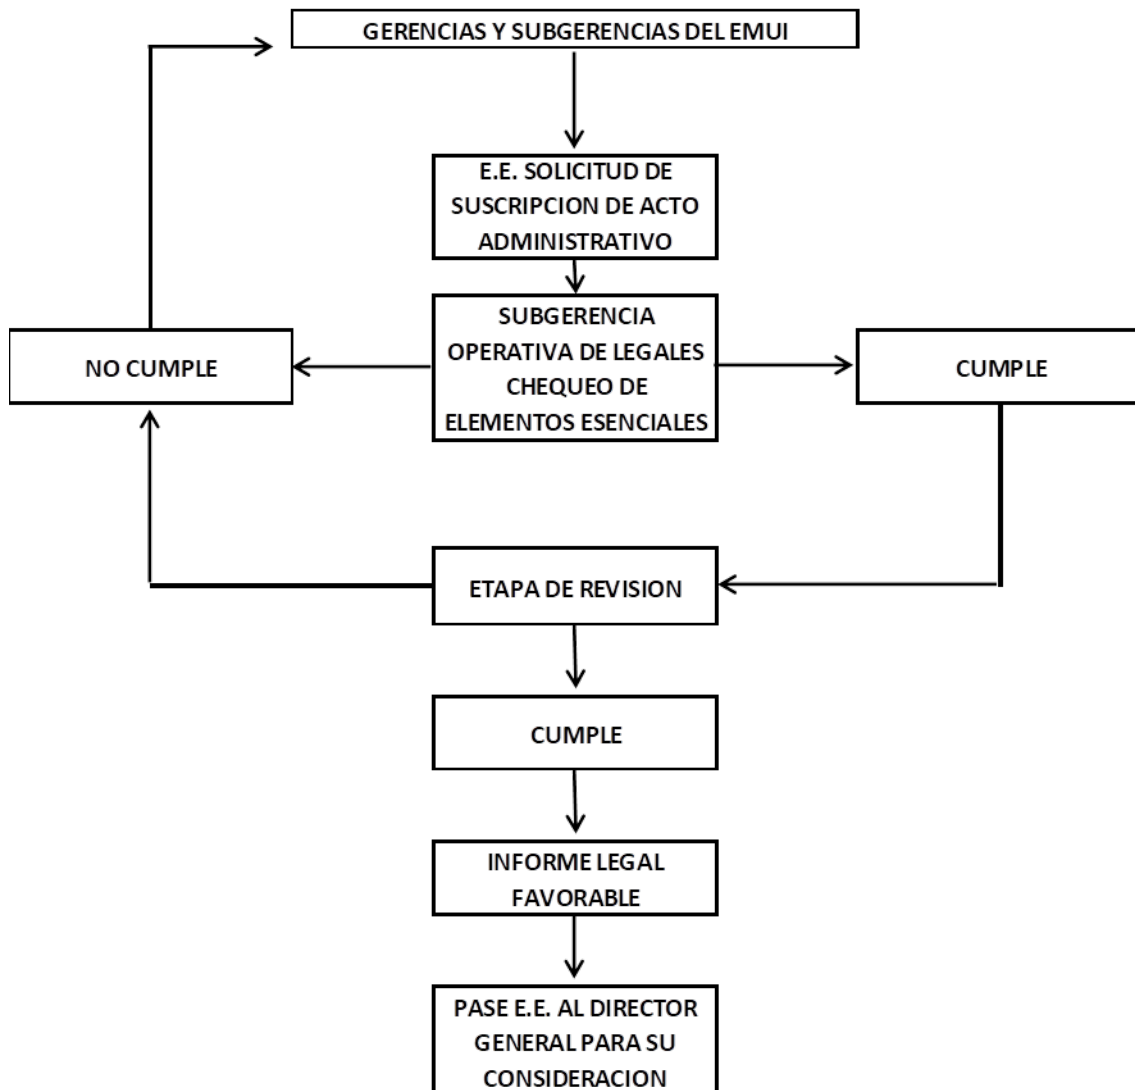 GERENCIAS Y SUBGERENCIAS DEL EMUI
E.E. SOLICITUD DE
SUSCRIPCION DE ACTO
ADMINISTRATIVO
SUBGERENCIA
OPERATIVA DE LEGALES
CHEQUEO DE
ELEMENTOS ESENCIALES
NO CUMPLE
CUMPLE
ETAPA DE REVISION
CUMPLE
INFORME LEGAL
FAVORABLE
PASE E.E. AL DIRECTOR
GENERAL PARA SU
CONSIDERACION